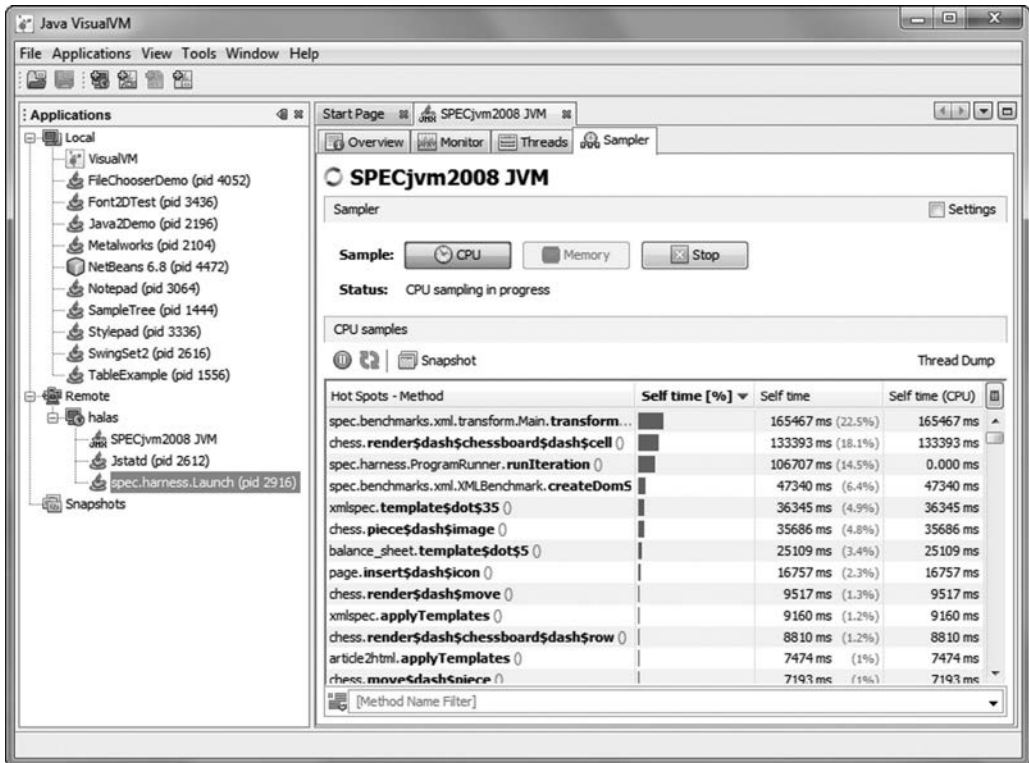 Java VisualVM
File Applications View Tools Window Help
Applications
Local
VisualVM
FileChooserDemo (pid 4052)
Font2DTest (pid 3436)
Java2Demo (pid 2196)
Metalworks (pid 2104)
NetBeans 6.8 (pid 4472)
Notepad (pid 3064)
SampleTree (pid 1444)
Stylepad (pid 3336)
SwingSet2 (pid 2616)
TableExample (pid 1556)
Remote
halas
SPECjvm2008 JVM
Jstatd (pid 2612)
spec.harness.Launch (pid 2916)
Snapshots
Start Page JMX SPECjvm2008 JVM
Overview Monitor Threads Sampler
SPECjvm2008 JVM
Sampler Settings
Sample: CPU Memory Stop
Status: CPU sampling in progress
CPU samples
Snapshot Thread Dump
Hot Spots - Method Self time [%] Self time Self time (CPU)
spec.benchmarks.xml.transform.Main.transform... 165467 ms (22.5%) 165467 ms
chess.render$dash$chessboard$dash$cell () 133393 ms (18.1%) 133393 ms
spec.harness.ProgramRunner.runIteration () 106707 ms (14.5%) 0.000 ms
spec.benchmarks.xml.XMLBenchmark.createDomS 47340 ms (6.4%) 47340 ms
xmlspec.template$dot$35 () 36345 ms (4.9%) 36345 ms
chess.piece$dash$image () 35686 ms (4.8%) 35686 ms
balance_sheet.template$dot$5 () 25109 ms (3.4%) 25109 ms
page.insert$dash$icon () 16757 ms (2.3%) 16757 ms
chess.render$dash$move () 9517 ms (1.3%) 9517 ms
xmlspec.applyTemplates () 9160 ms (1.2%) 9160 ms
chess.render$dash$chessboard$dash$row () 8810 ms (1.2%) 8810 ms
article2html.applyTemplates () 7474 ms (1%) 7474 ms
chess.move$dash$piece () 7193 ms (1%) 7193 ms
[Method Name Filter]